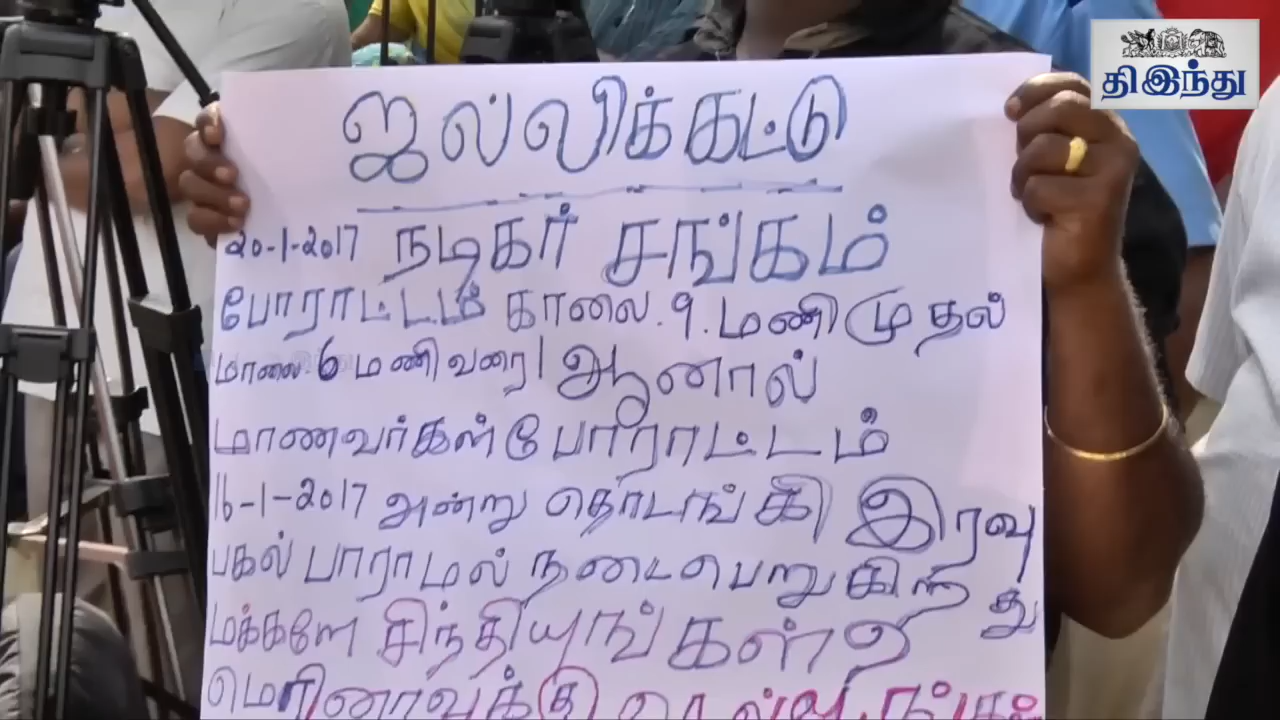 தி இந்து
ஜல்லிக்கட்டு
20-1-2017 நடிகர் சங்கம்
போராட்டம் காலை.9.மணி முதல்
மாலை 6 மணி வரை! ஆனால்
மாணவர்கள் போராட்டம்
16-1-2017 அன்று தொடங்கி இரவு
பகல் பாராமல் நடைபெறுகிறது
மக்களே சிந்தியுங்கள்
மெரினாவுக்கு